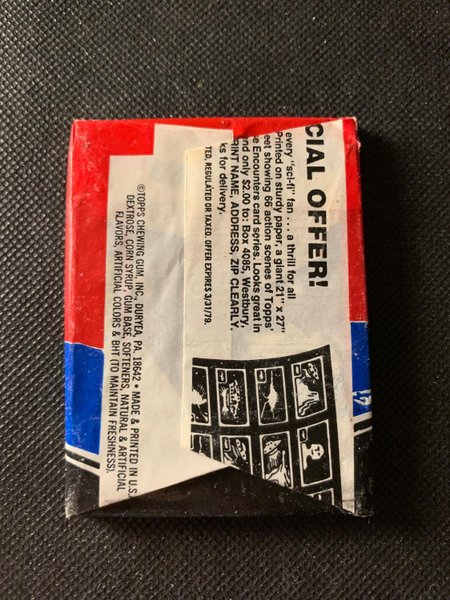 CIAL OFFER!
every "sci-fi" fan . . . a thrill for all
Printed on sturdy paper, a giant 21" x 27"
eet showing 66 action scenes of Topps'
e Encounters card series. Looks great in
nd only $2.00 to: Box 4085, Westbury,
RINT NAME, ADDRESS, ZIP CLEARLY.
ks for delivery.
TED, REGULATED OR TAXED. OFFER EXPIRES 3/31/79.
©TOPPS CHEWING GUM, INC., DURYEA, PA. 18642 • MADE & PRINTED IN U.S.
DEXTROSE, CORN SYRUP, GUM BASE, SOFTENERS, NATURAL & ARTIFICIAL
FLAVORS, ARTIFICIAL COLORS & BHT (TO MAINTAIN FRESHNESS).